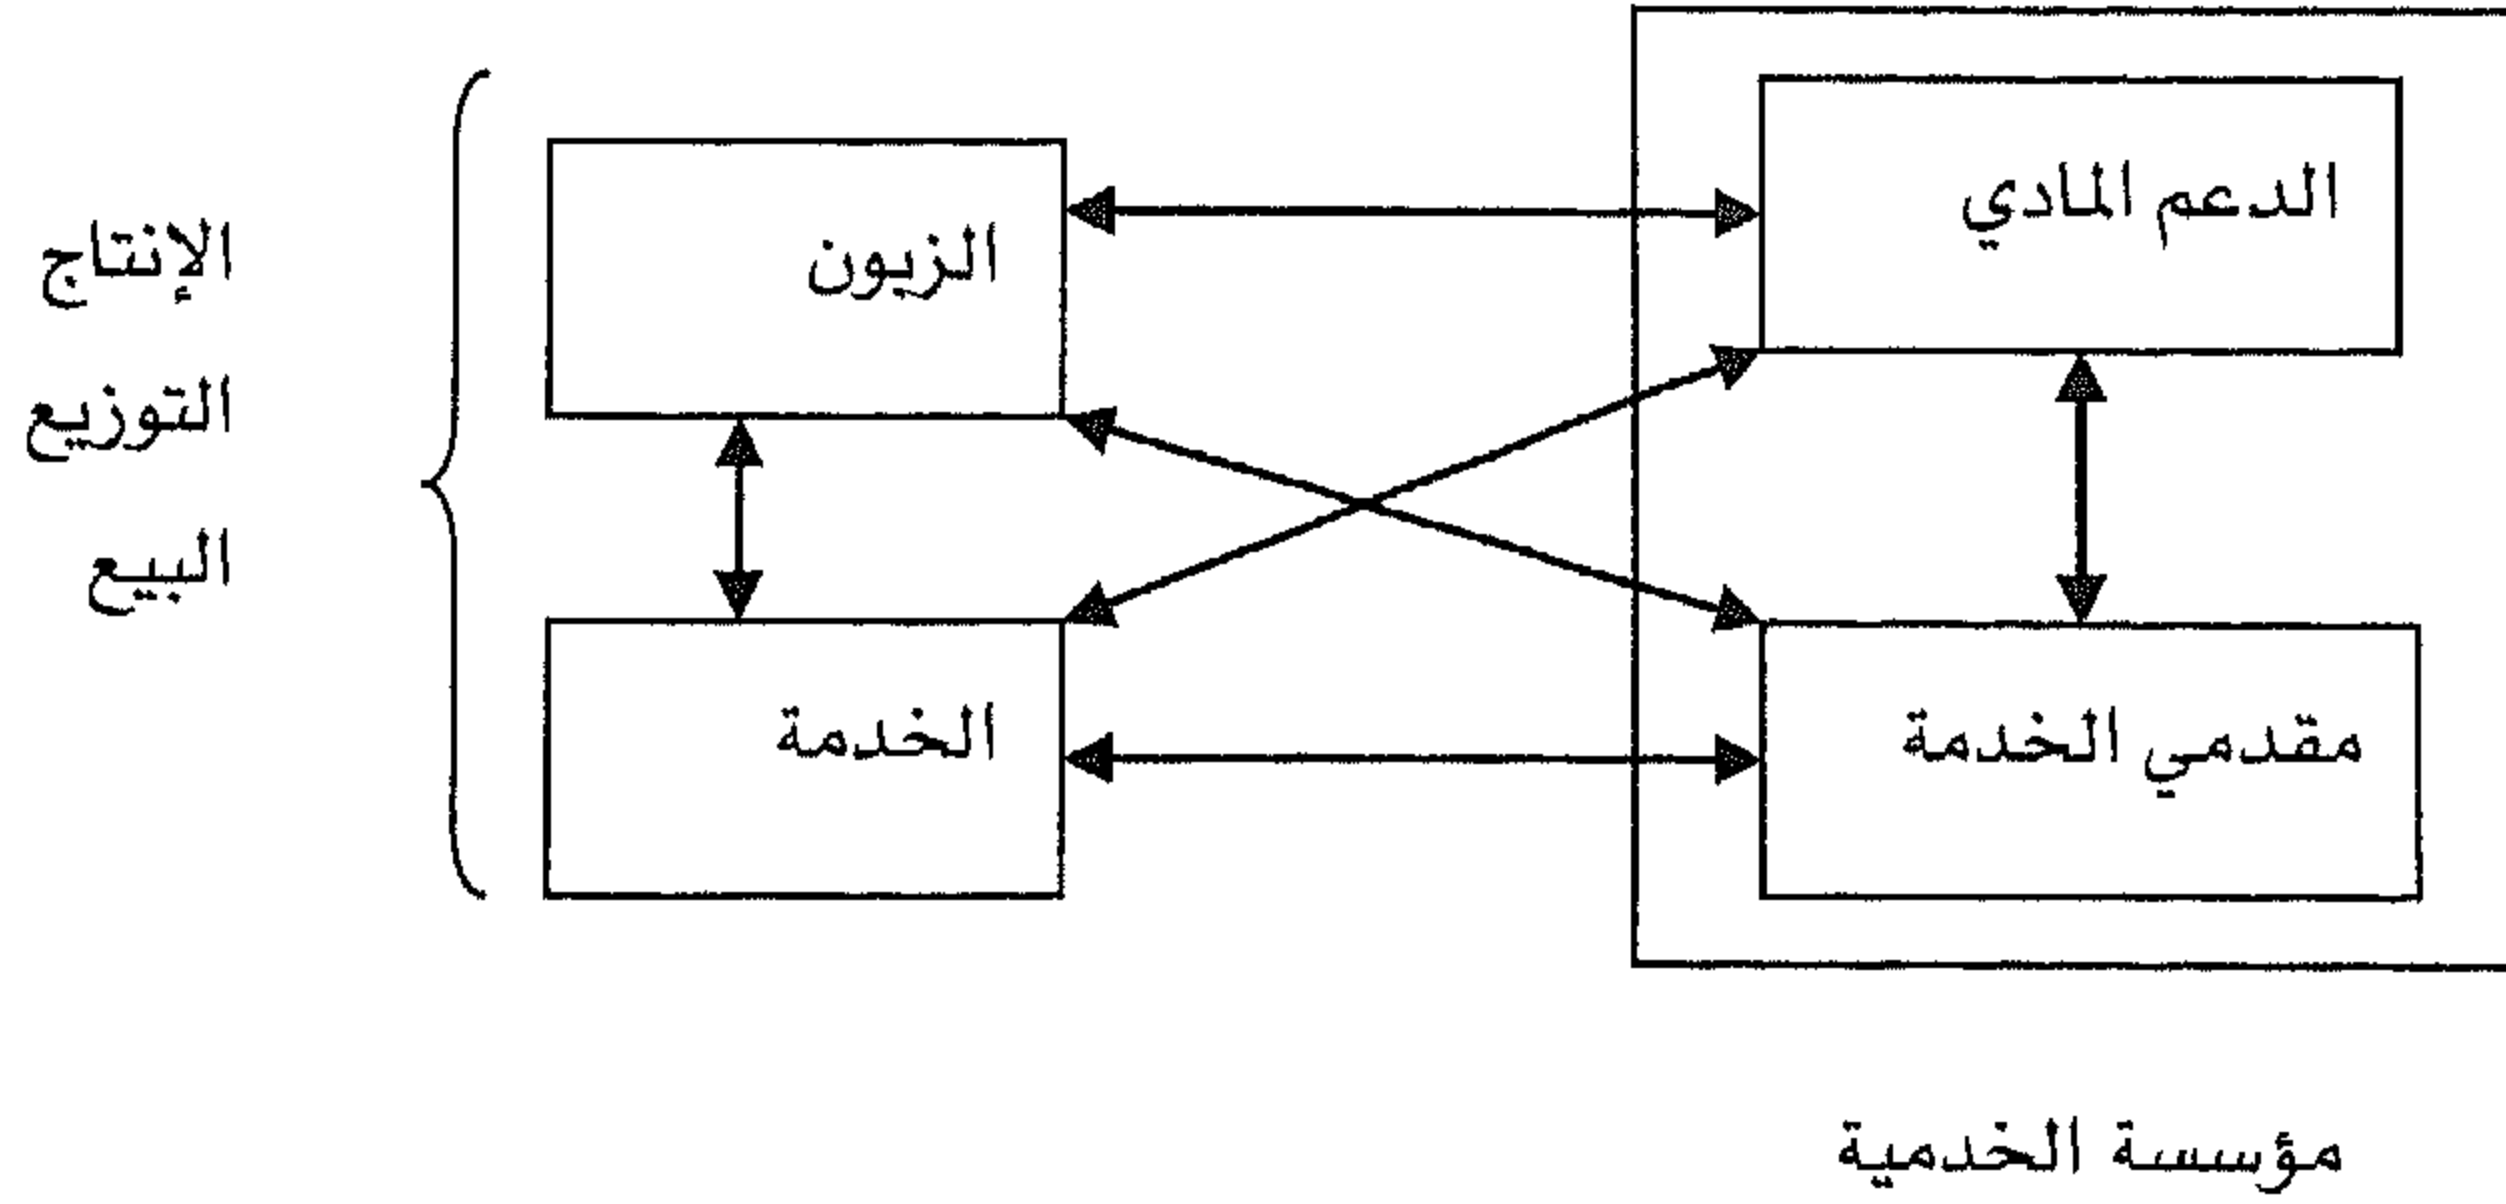 الدعم المادي
الزبون
الإنتاج
التوزيع
البيع
مقدمي الخدمة
الخدمة
مؤسسة الخدمية